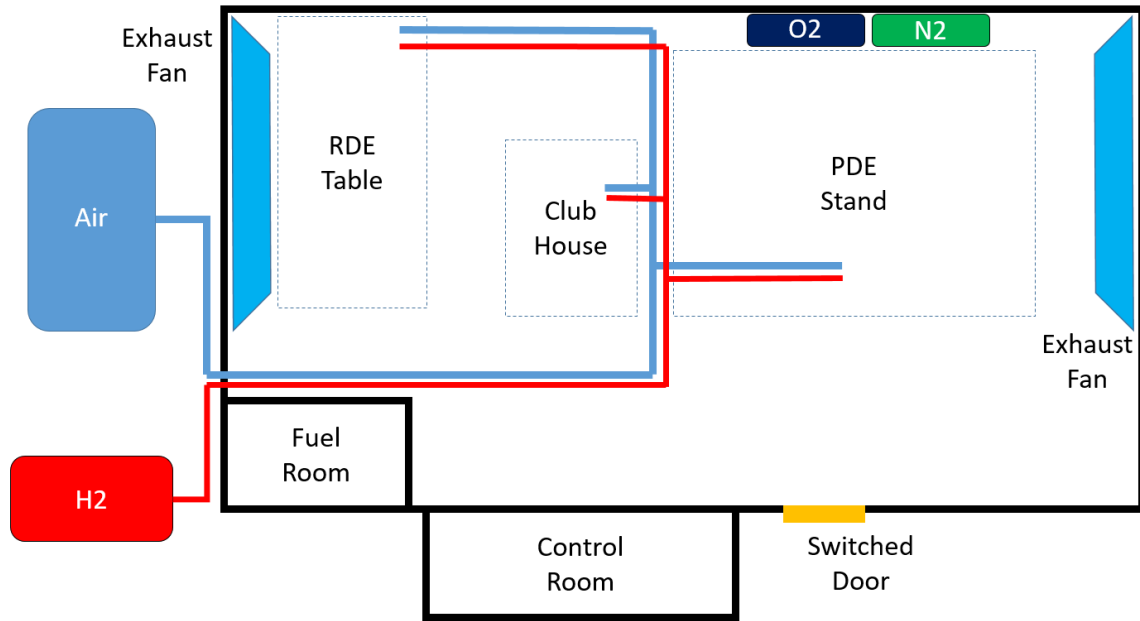 Exhaust
Fan
O2
N2
RDE
Table
PDE
Stand
Air
Club
House
Exhaust
Fan
Fuel
Room
H2
Control
Room
Switched
Door